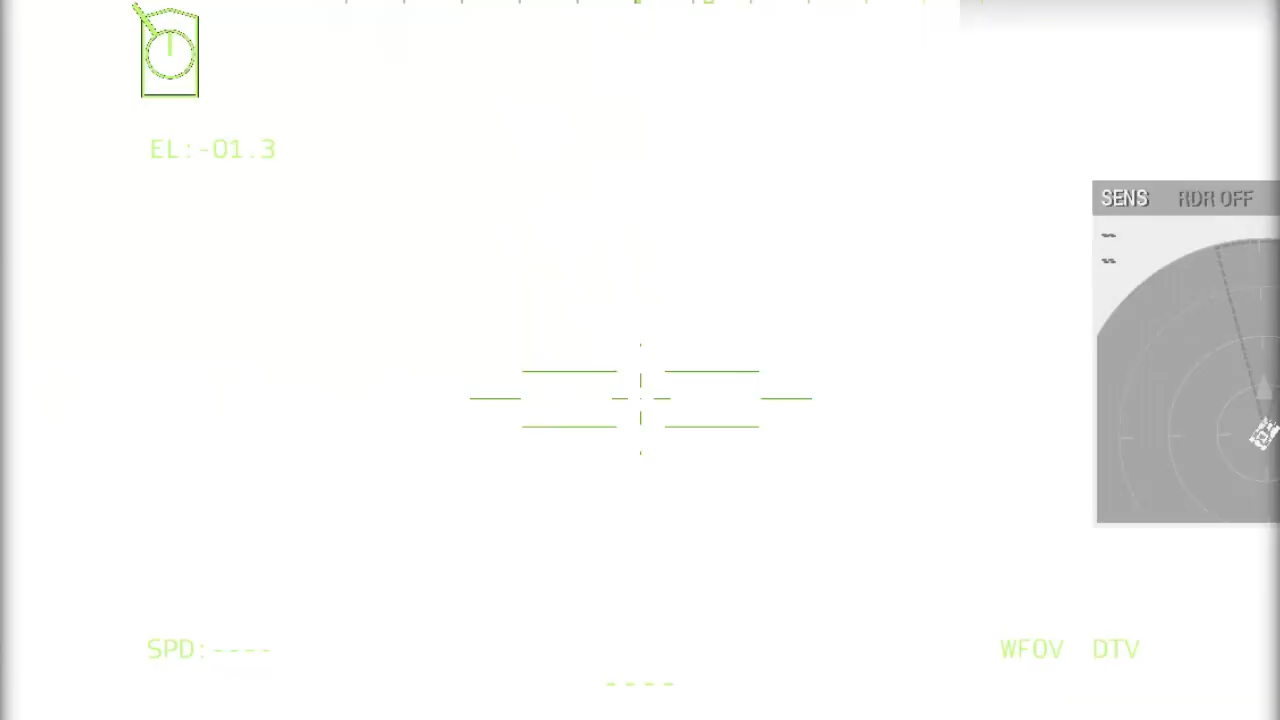 EL:-01.3
SENS RDR OFF
--
--
SPD:----
WFOV DTV
----